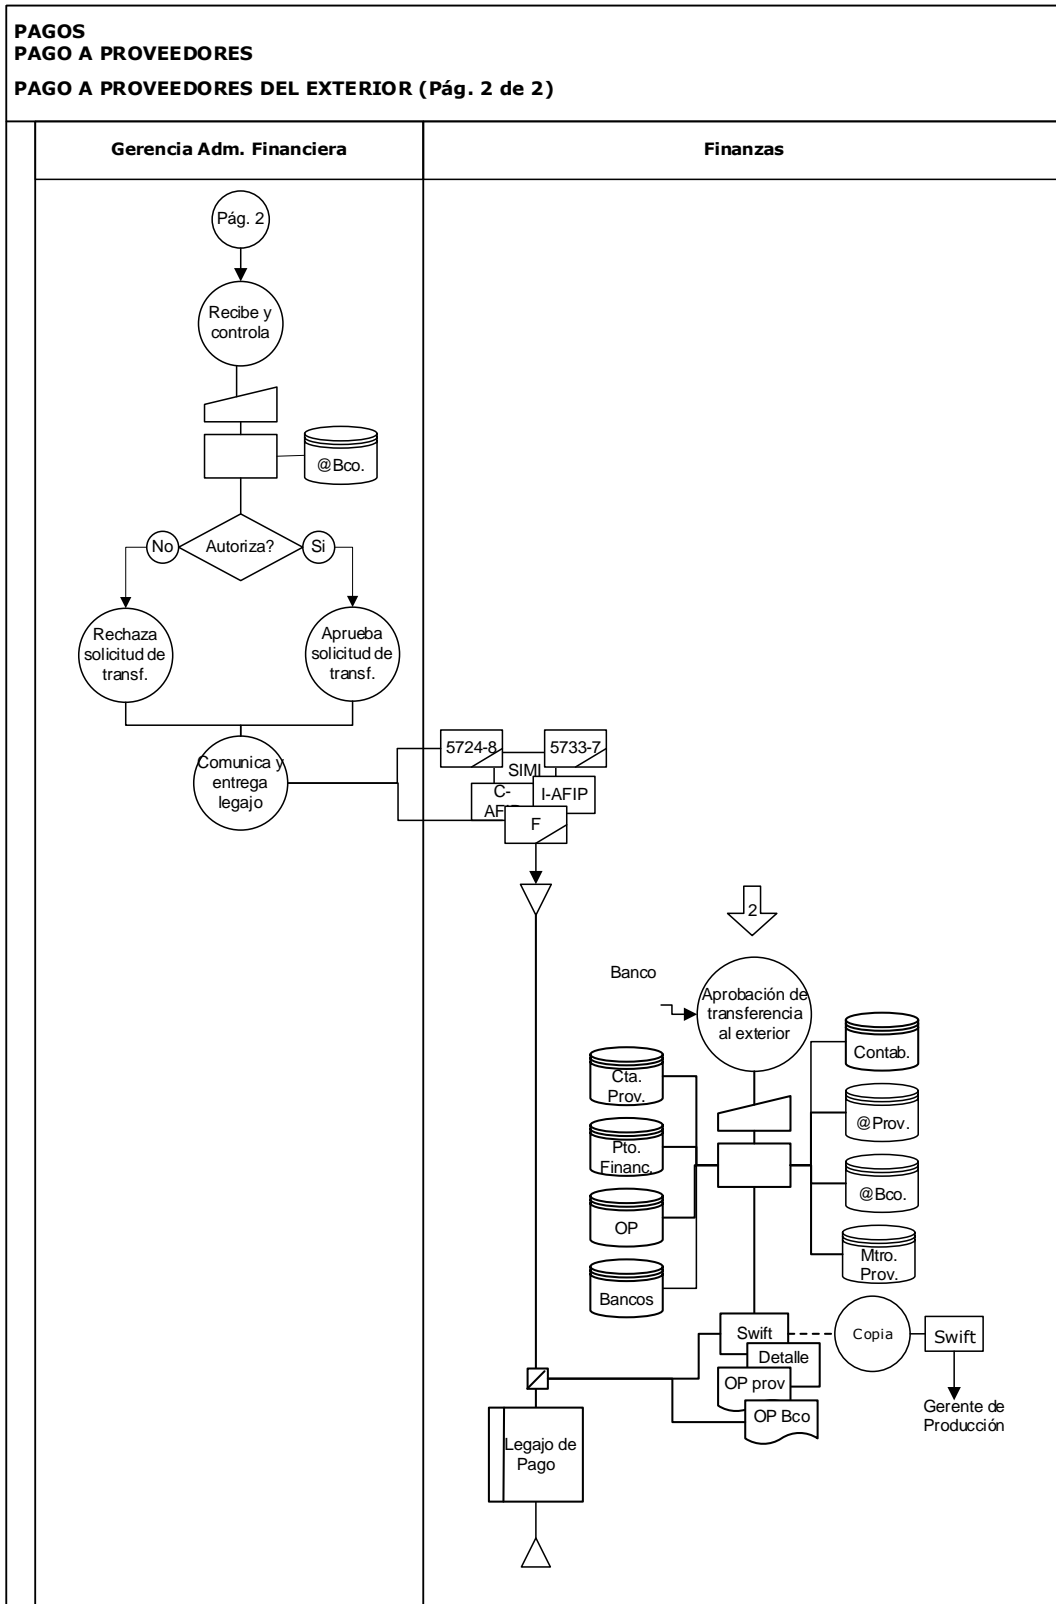 PAGOS
PAGO A PROVEEDORES
PAGO A PROVEEDORES DEL EXTERIOR (Pág. 2 de 2)
Gerencia Adm. Financiera
Finanzas
Pág. 2
Recibe y
controla
@Bco.
No
Autoriza?
Si
Rechaza
solicitud de
transf.
Aprueba
solicitud de
transf.
Comunica y
entrega
legajo
5724-8
5733-7
SIMI
C-
I-AFIP
F
2
Banco
Aprobación de
transferencia
al exterior
Cta.
Prov.
Pto.
Financ.
OP
Bancos
Contab.
@Prov.
@Bco.
Mtro.
Prov.
Swift
Copia
Swift
Detalle
OP prov
OP Bco
Gerente de
Producción
Legajo de
Pago